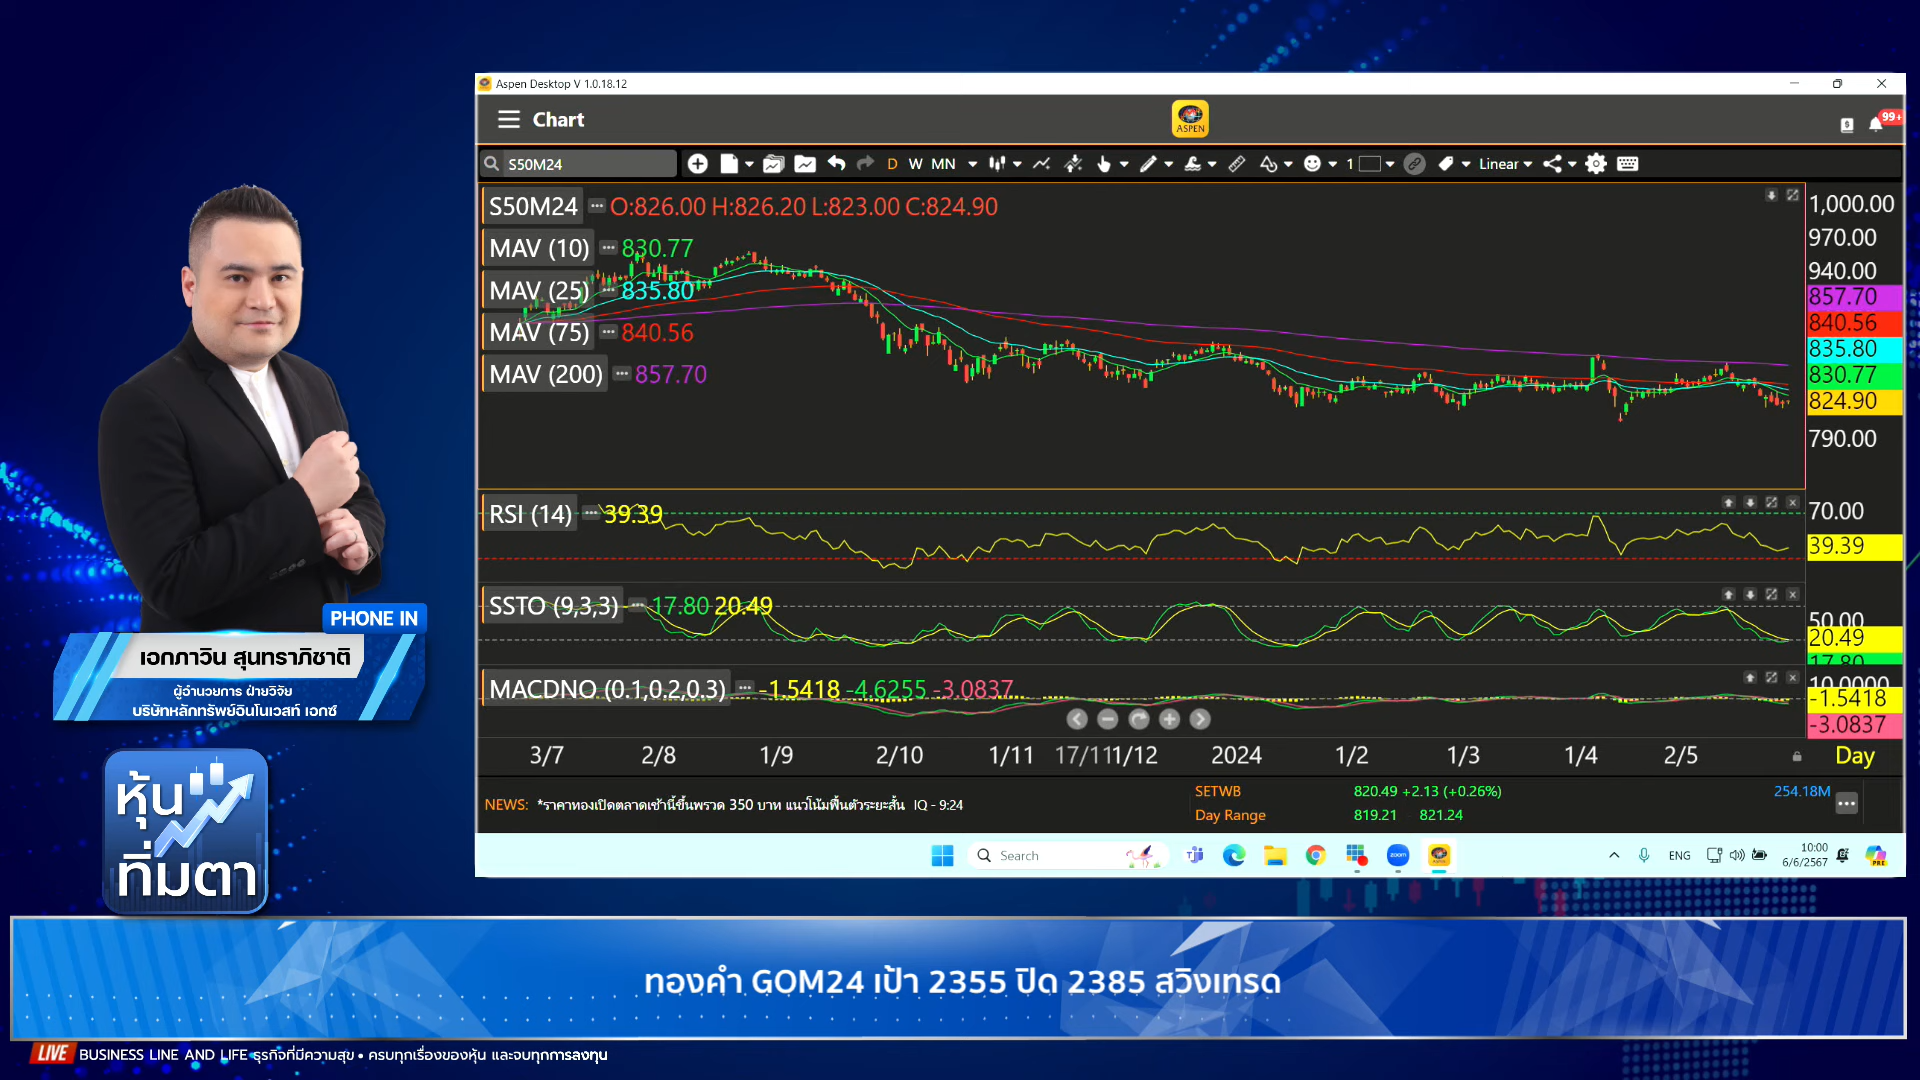 Aspen Desktop V 1.0.18.12
Chart
ASPEN
99+
S50M24
D W MN
1
Linear
S50M24 O:826.00 H:826.20 L:823.00 C:824.90
MAV (10) 830.77
MAV (25) 835.80
MAV (75) 840.56
MAV (200) 857.70
1,000.00
970.00
940.00
857.70
840.56
835.80
830.77
824.90
790.00
RSI (14) 39.39
70.00
39.39
SSTO (9,3,3) 17.80 20.49
50.00
20.49
17.80
MACDNO (0.1,0.2,0.3) -1.5418 -4.6255 -3.0837
10.0000
-1.5418
-3.0837
3/7 2/8 1/9 2/10 1/11 17/11 1/12 2024 1/2 1/3 1/4 2/5 Day
NEWS: *ราคาทองเปิดตลาดเช้านี้ขึ้นพรวด 350 บาท แนวโน้มฟื้นตัวระยะสั้น IQ - 9:24
SETWB 820.49 +2.13 (+0.26%) 254.18M
Day Range 819.21 821.24
Search
zoom
ENG
10:00
6/6/2567
PRE
PHONE IN
เอกภาวิน สุนทราภิชาติ
ผู้อำนวยการ ฝ่ายวิจัย
บริษัทหลักทรัพย์อินโนเวสท์ เอกซ์
หุ้น
ทิ่มตา
ทองคำ GOM24 เป้า 2355 ปิด 2385 สวิงเทรด
LIVE BUSINESS LINE AND LIFE ธุรกิจที่มีความสุข • ครบทุกเรื่องของหุ้น และจบทุกการลงทุน